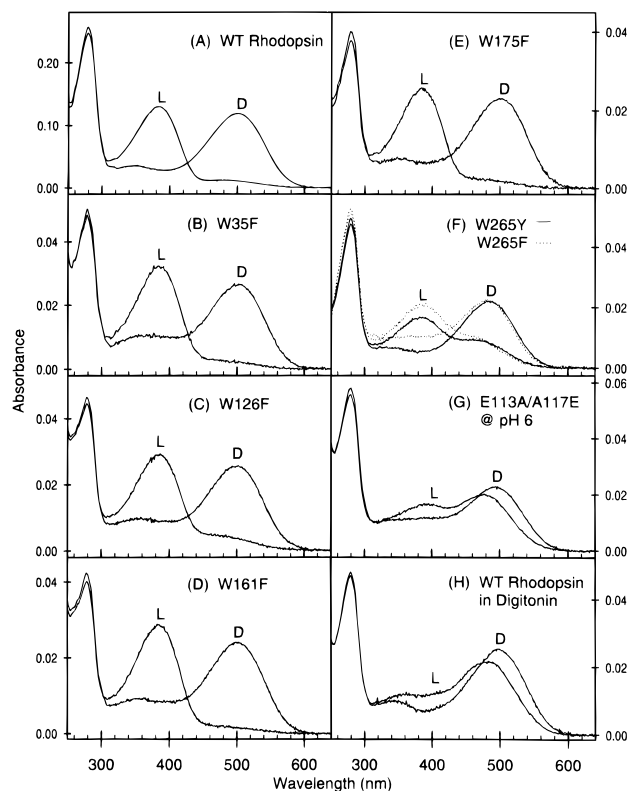 (A) WT Rhodopsin
0.20
0.10
0.00
L
D
(B) W35F
0.04
0.02
0.00
L
D
(C) W126F
0.04
0.02
0.00
L
D
(D) W161F
0.04
0.02
0.00
L
D
300 400 500 600
(E) W175F
0.04
0.02
0.00
L
D
(F) W265Y
W265F
0.04
0.02
0.00
L
D
(G) E113A/A117E
@ pH 6
0.06
0.04
0.02
0.00
L
D
(H) WT Rhodopsin
in Digitonin
0.04
0.02
0.00
L
D
300 400 500 600
Absorbance
Wavelength (nm)